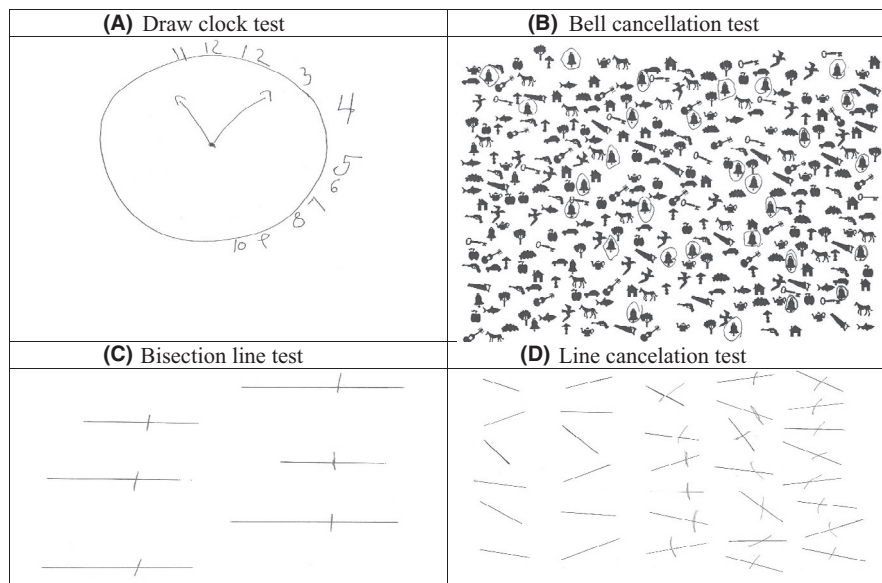 (A) Draw clock test
(B) Bell cancellation test
11 12 1 2
3
4
5
6
7
8
9
10
(C) Bisection line test
(D) Line cancelation test